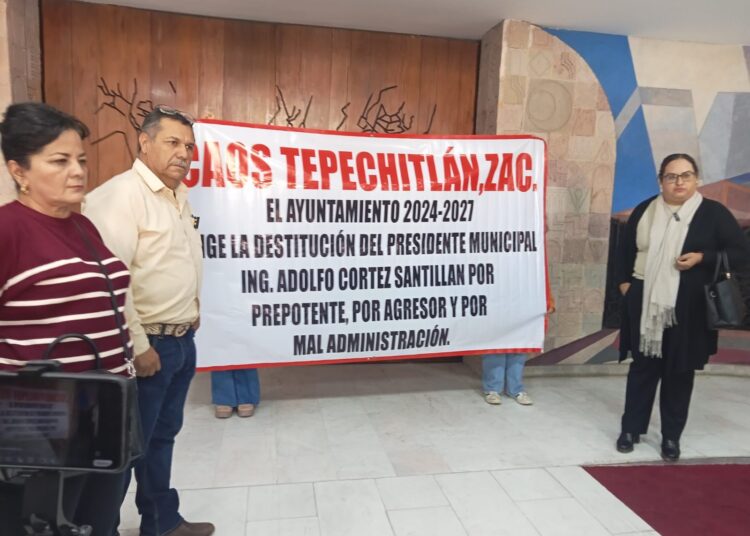 CAOS TEPECHITLÁN,ZAC.
EL AYUNTAMIENTO 2024-2027
IGE LA DESTITUCIÓN DEL PRESIDENTE MUNICIPAL
ING. ADOLFO CORTEZ SANTILLAN POR
PREPOTENTE, POR AGRESOR Y POR
MAL ADMINISTRACIÓN.